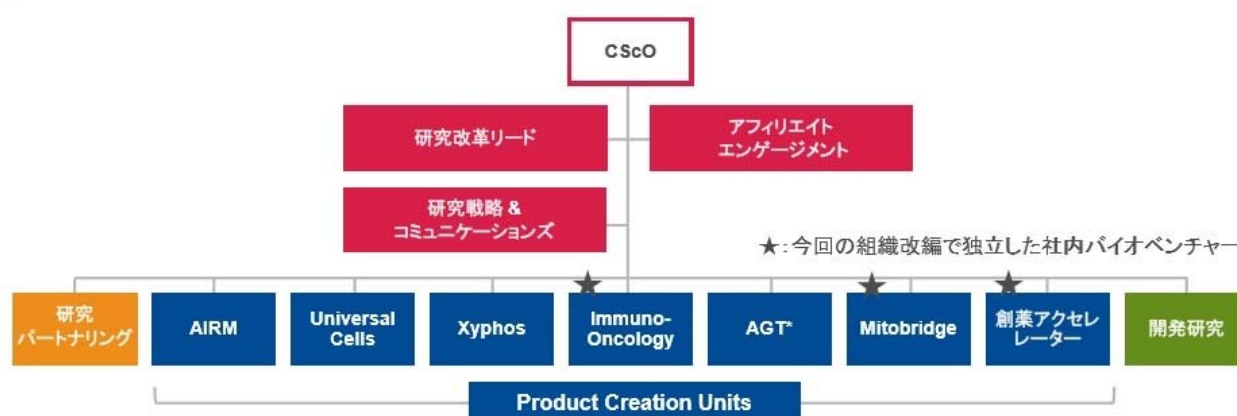 CScO
研究改革リード
アフィリエイト
エンゲージメント
研究戦略 &
コミュニケーションズ
★：今回の組織改編で独立した社内バイオベンチャー
研究
パートナリング
AIRM
Universal
Cells
Xyphos
Immuno-
Oncology
AGT*
Mitobridge
創薬アクセレ
レーター
開発研究
Product Creation Units